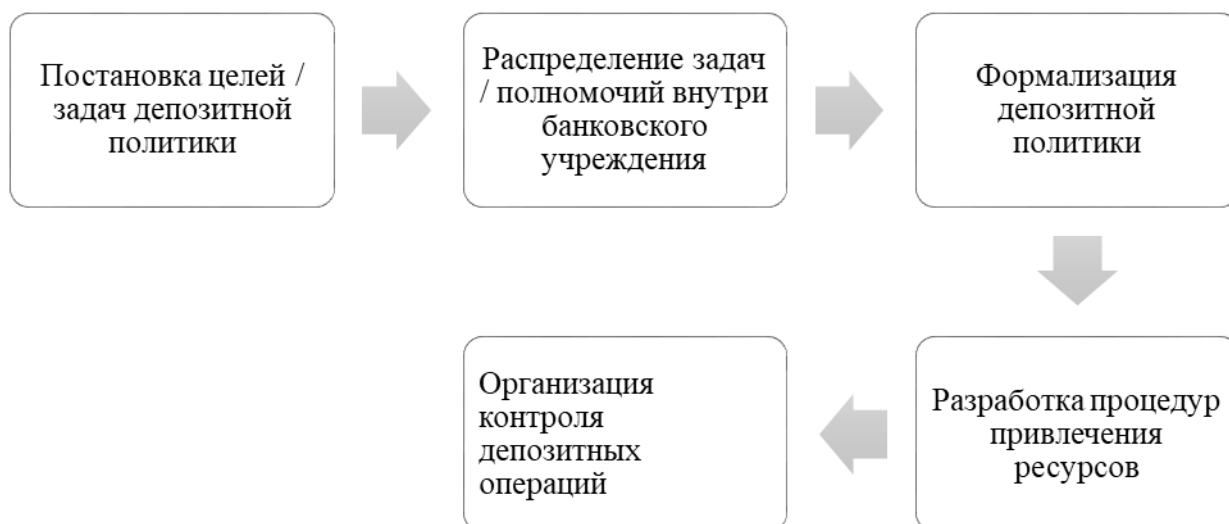 Постановка целей /
задач депозитной
политики
Распределение задач
/ полномочий внутри
банковского
учреждения
Формализация
депозитной
политики
Разработка процедур
привлечения
ресурсов
Организация
контроля
депозитных
операций